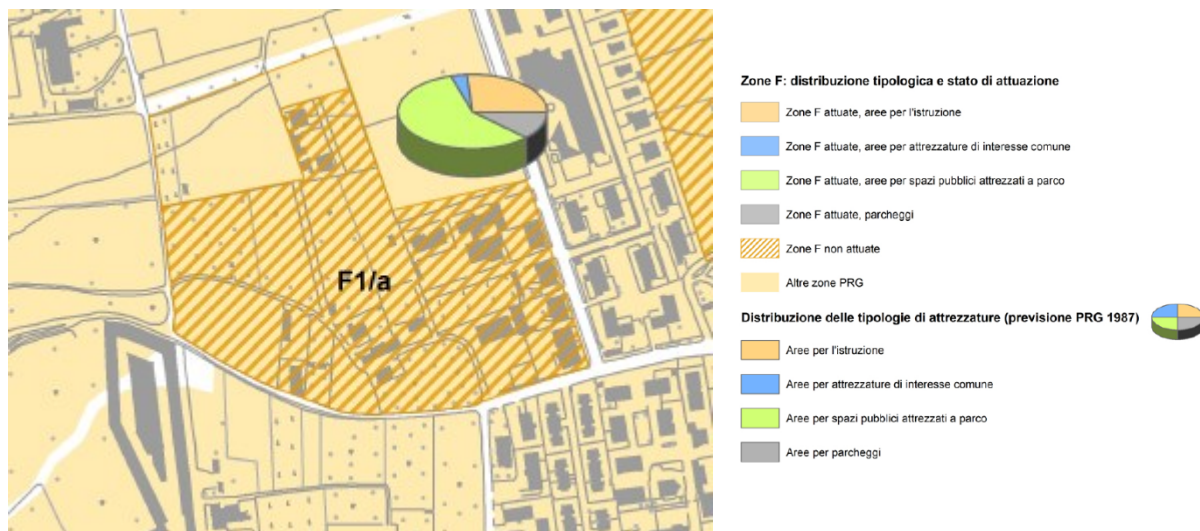 F1/a
Zone F: distribuzione tipologica e stato di attuazione
Zone F attuate, aree per l'istruzione
Zone F attuate, aree per attrezzature di interesse comune
Zone F attuate, aree per spazi pubblici attrezzati a parco
Zone F attuate, parcheggi
Zone F non attuate
Altre zone PRG
Distribuzione delle tipologie di attrezzature (previsione PRG 1987)
Aree per l'istruzione
Aree per attrezzature di interesse comune
Aree per spazi pubblici attrezzati a parco
Aree per parcheggi